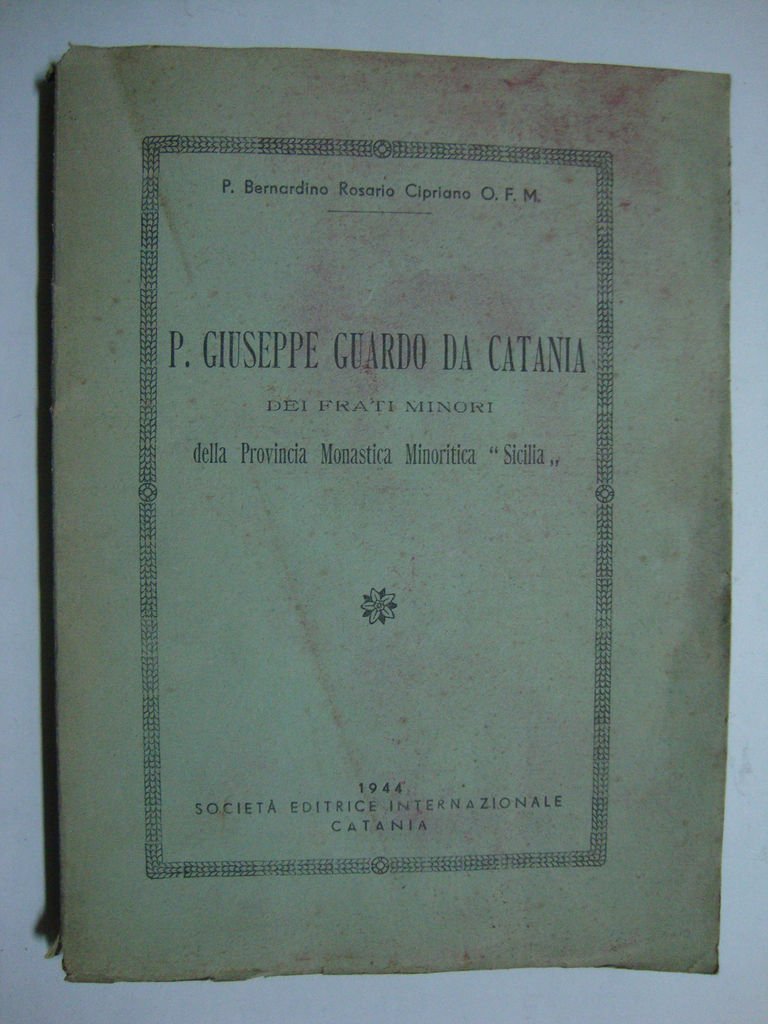 P. Bernardino Rosario Cipriano O. F. M.
P. GIUSEPPE GUARDO DA CATANIA
DEI FRATI MINORI
della Provincia Monastica Minoritica “ Sicilia „
1944
SOCIETÀ EDITRICE INTERNAZIONALE
CATANIA